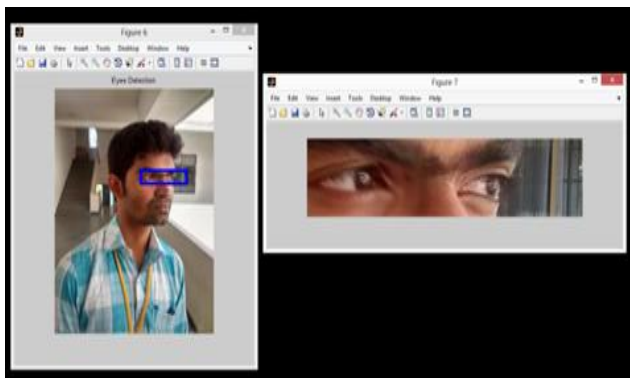 Figure 6
File Edit View Insert Tools Desktop Window Help
Eyes Detection
Figure 7
File Edit View Insert Tools Desktop Window Help